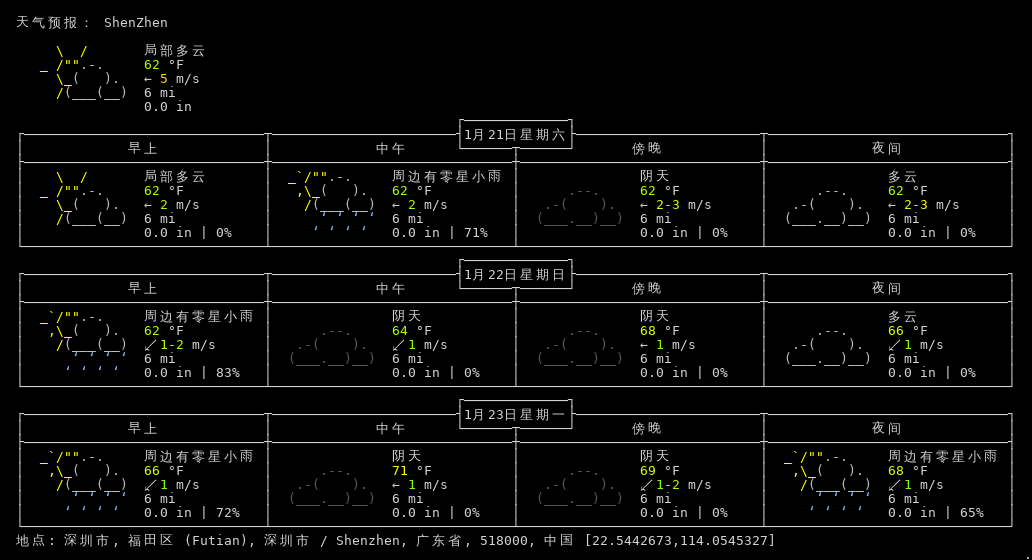 天气预报： ShenZhen
局部多云
62 °F
← 5 m/s
6 mi
0.0 in
1月21日星期六
早上 中午 傍晚 夜间
局部多云 周边有零星小雨 阴天 多云
62 °F 62 °F 62 °F 62 °F
← 2 m/s ← 2 m/s ← 2-3 m/s ← 2-3 m/s
6 mi 6 mi 6 mi 6 mi
0.0 in | 0% 0.0 in | 71% 0.0 in | 0% 0.0 in | 0%
1月22日星期日
早上 中午 傍晚 夜间
周边有零星小雨 阴天 阴天 多云
62 °F 64 °F 68 °F 66 °F
↙ 1-2 m/s ↙ 1 m/s ← 1 m/s ↙ 1 m/s
6 mi 6 mi 6 mi 6 mi
0.0 in | 83% 0.0 in | 0% 0.0 in | 0% 0.0 in | 0%
1月23日星期一
早上 中午 傍晚 夜间
周边有零星小雨 阴天 阴天 周边有零星小雨
66 °F 71 °F 69 °F 68 °F
↙ 1 m/s ← 1 m/s ↙ 1-2 m/s ↙ 1 m/s
6 mi 6 mi 6 mi 6 mi
0.0 in | 72% 0.0 in | 0% 0.0 in | 0% 0.0 in | 65%
地点: 深圳市, 福田区 (Futian), 深圳市 / Shenzhen, 广东省, 518000, 中国 [22.5442673,114.0545327]